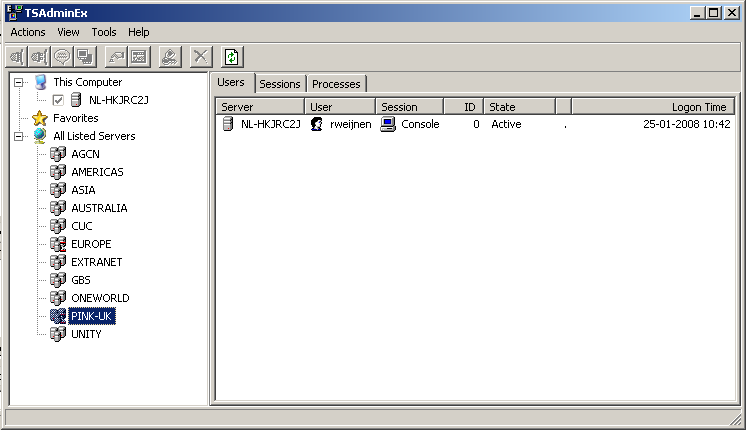 TSAdminEx
Actions View Tools Help
This Computer
NL-HKJRC2J
Favorites
All Listed Servers
AGCN
AMERICAS
ASIA
AUSTRALIA
CUC
EUROPE
EXTRANET
GBS
ONEWORLD
PINK-UK
UNITY
Users Sessions Processes
Server User Session ID State Logon Time
NL-HKJRC2J rweijnen Console 0 Active . 25-01-2008 10:42